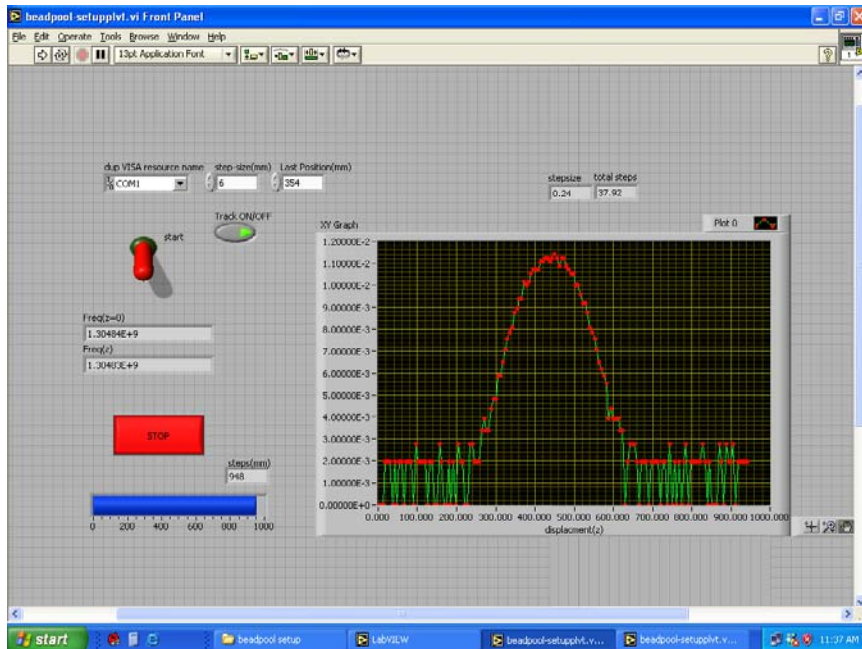 beadpool-setupplvt.vi Front Panel
File Edit Operate Tools Browse Window Help
13pt Application Font
1
dup VISA resource name step-size(mm) Last Position(mm)
COM1 6 354
stepsize total steps
0.24 37.92
start
Track ON/OFF
XY Graph
Plot 0
1.20000E-2
1.10000E-2
1.00000E-2
9.00000E-3
8.00000E-3
7.00000E-3
6.00000E-3
5.00000E-3
4.00000E-3
3.00000E-3
2.00000E-3
1.00000E-3
0.00000E+0
0.000 100.000 200.000 300.000 400.000 500.000 600.000 700.000 800.000 900.000 1000.000
displacment(z)
Freq(z=0)
1.30484E+9
Freq(z)
1.30483E+9
STOP
steps(mm)
948
0 200 400 600 800 1000
start beadpool setup LabVIEW beadpool-setupplvt.v... beadpool-setupplvt.v... 11:37 AM